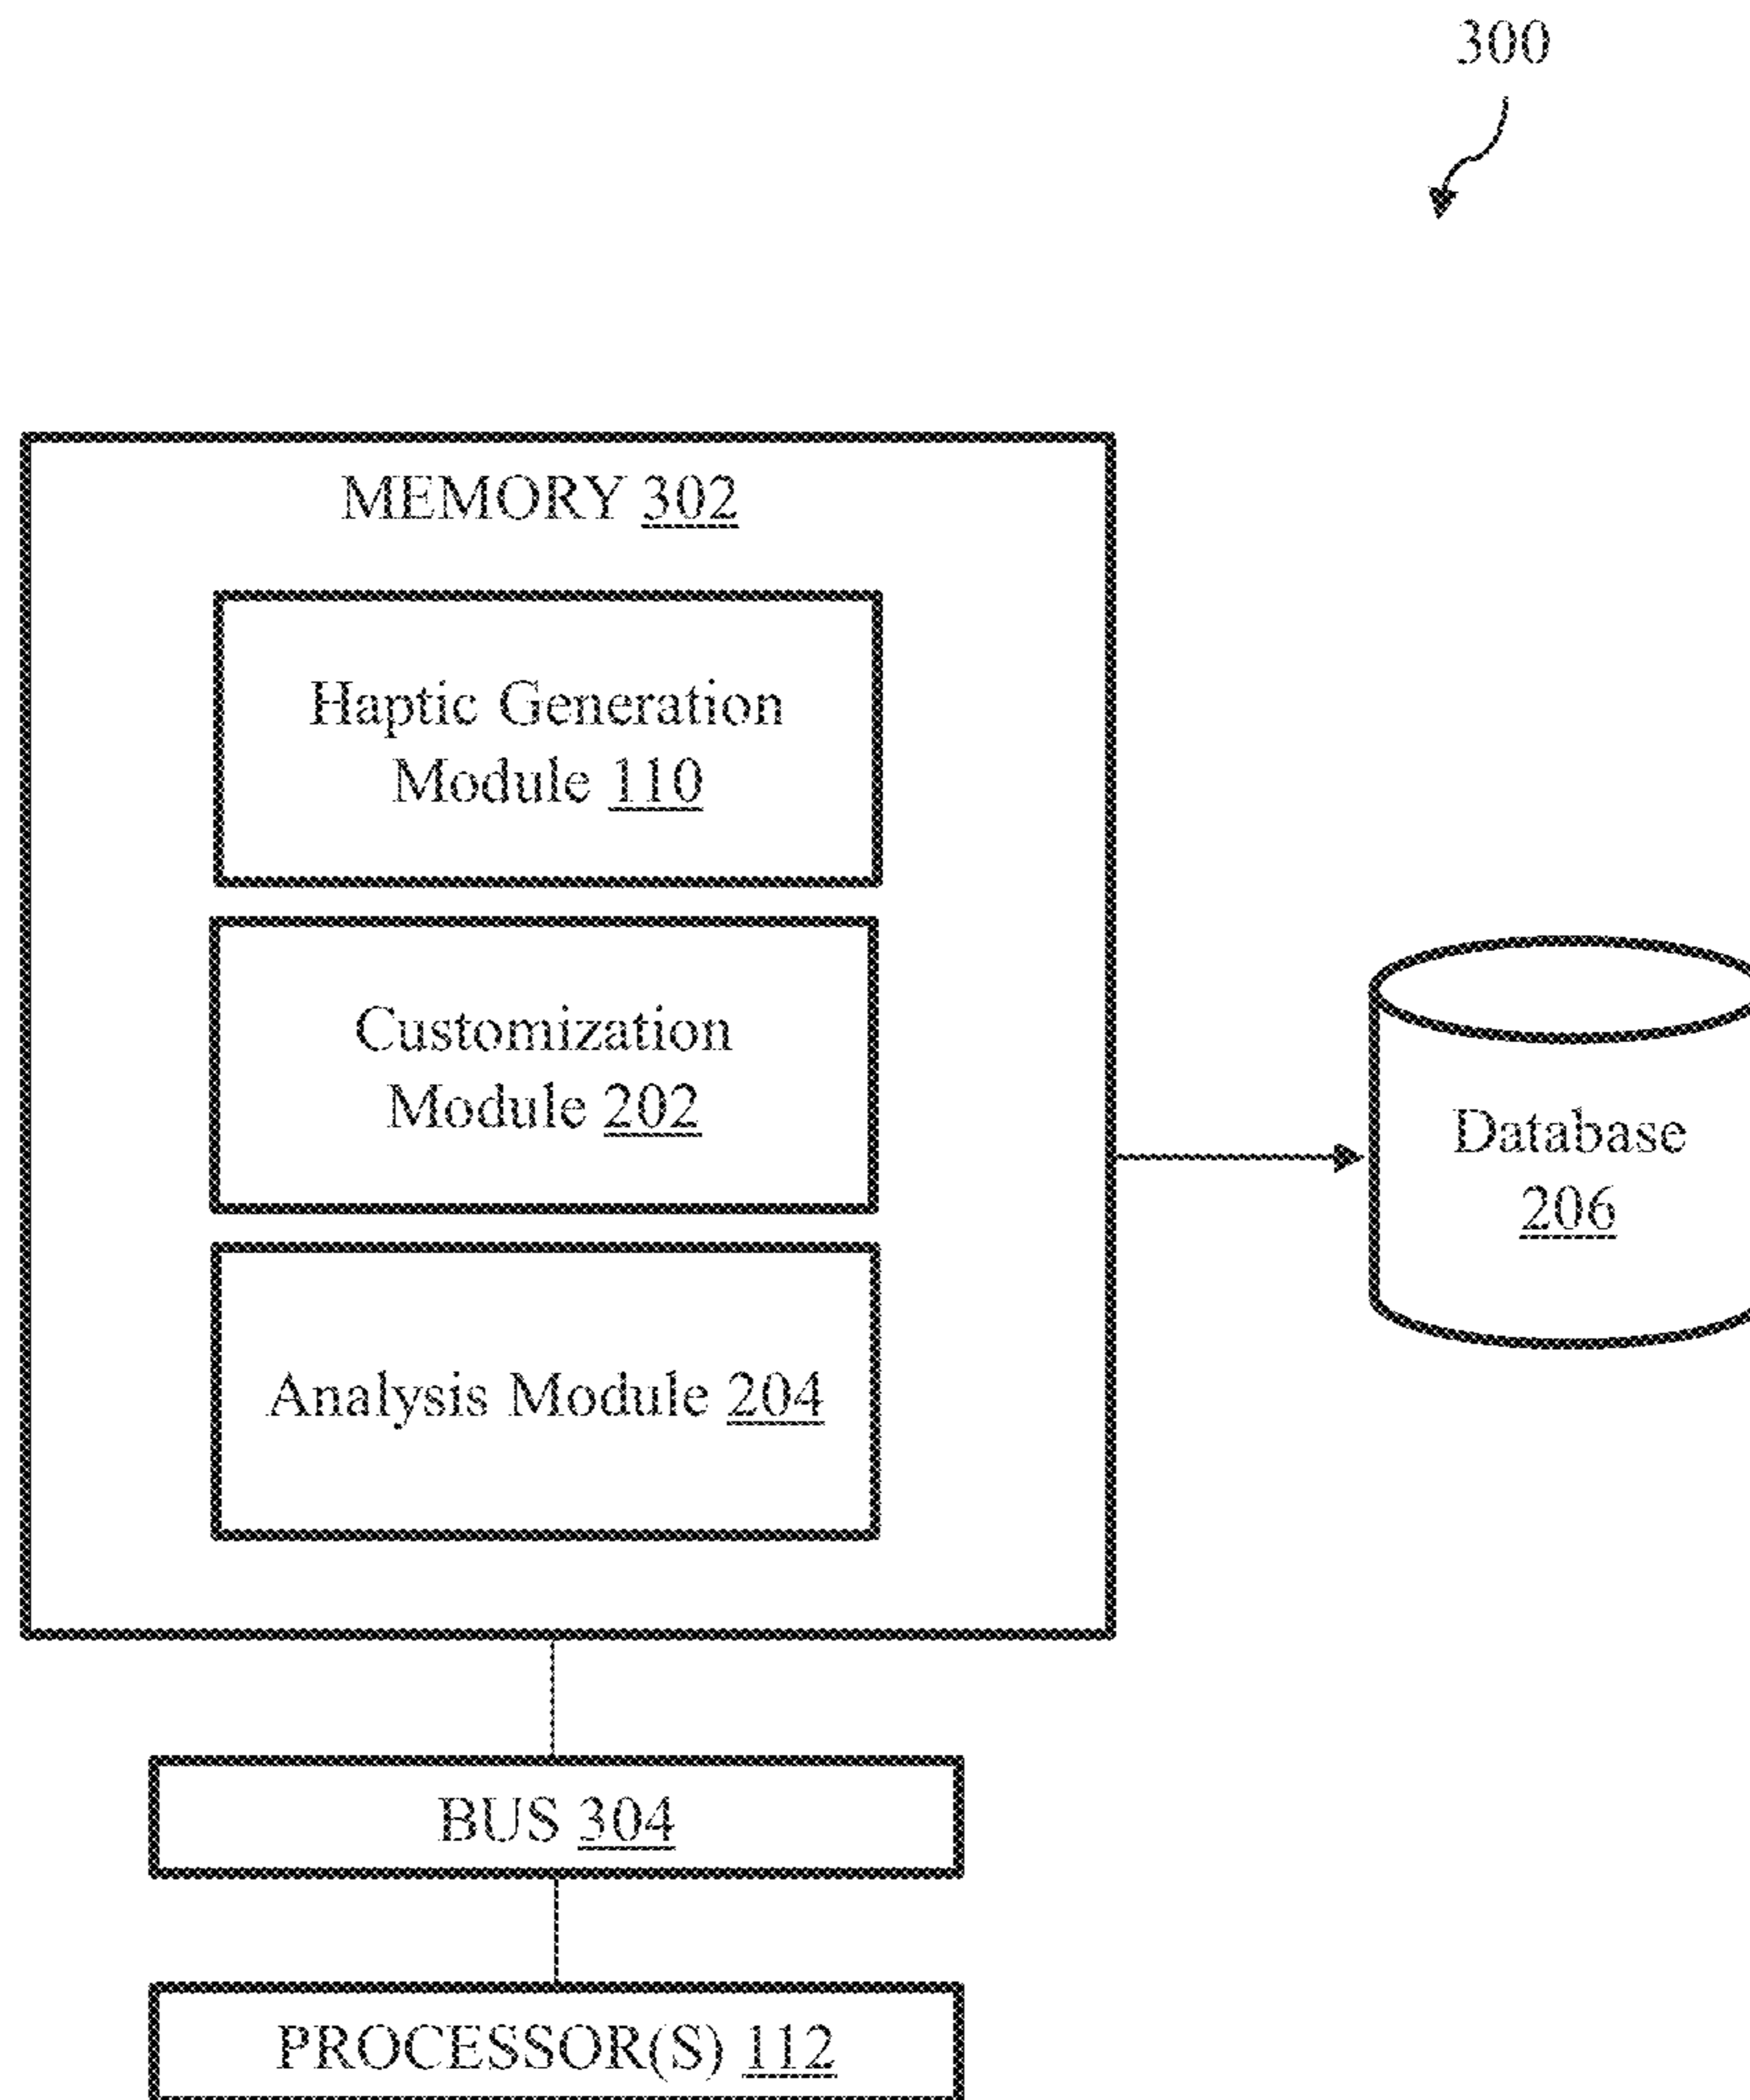 300
MEMORY 302
Haptic Generation
Module 110
Customization
Module 202
Analysis Module 204
Database
206
BUS 304
PROCESSOR(S) 112